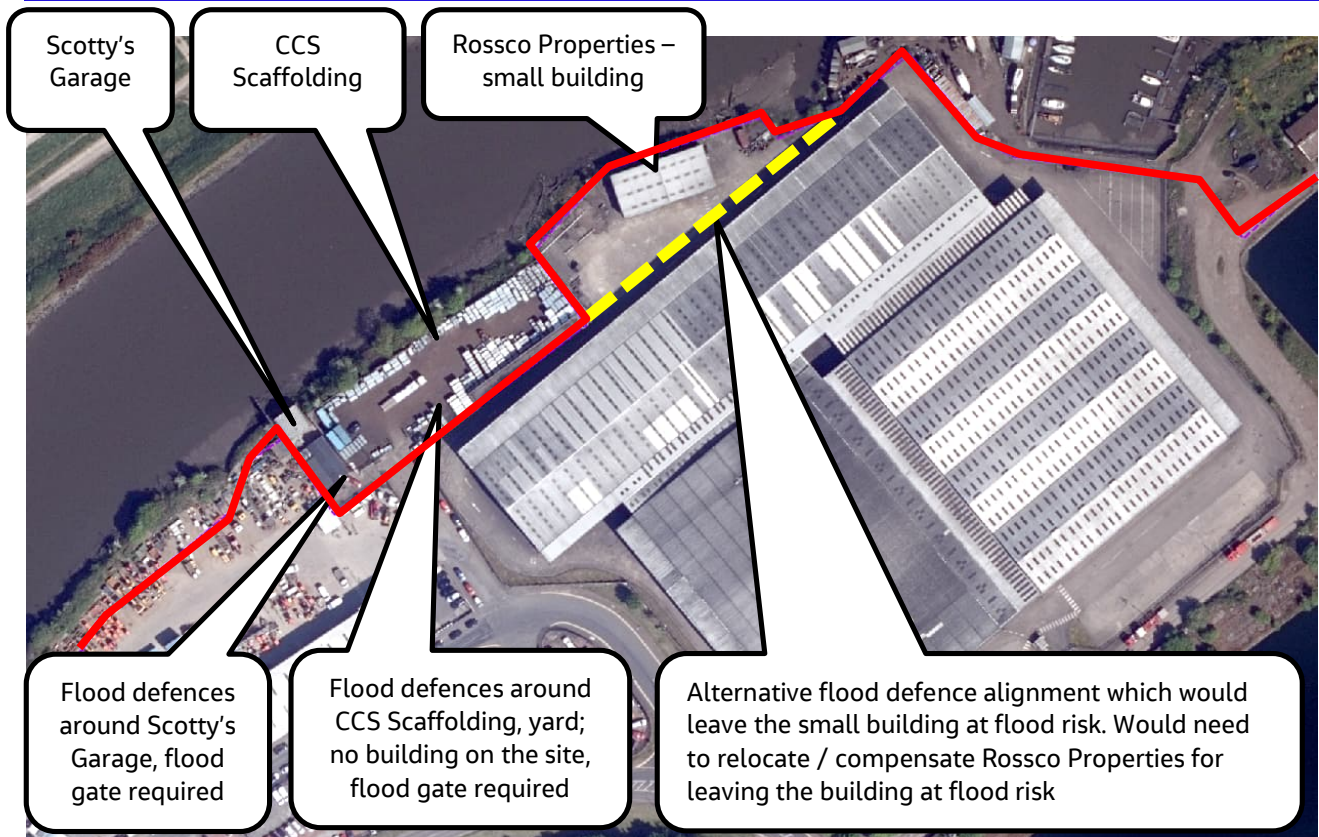 Scotty's
Garage
CCS
Scaffolding
Rossco Properties –
small building
Flood defences
around Scotty's
Garage, flood
gate required
Flood defences around
CCS Scaffolding, yard;
no building on the site,
flood gate required
Alternative flood defence alignment which would
leave the small building at flood risk. Would need
to relocate / compensate Rossco Properties for
leaving the building at flood risk